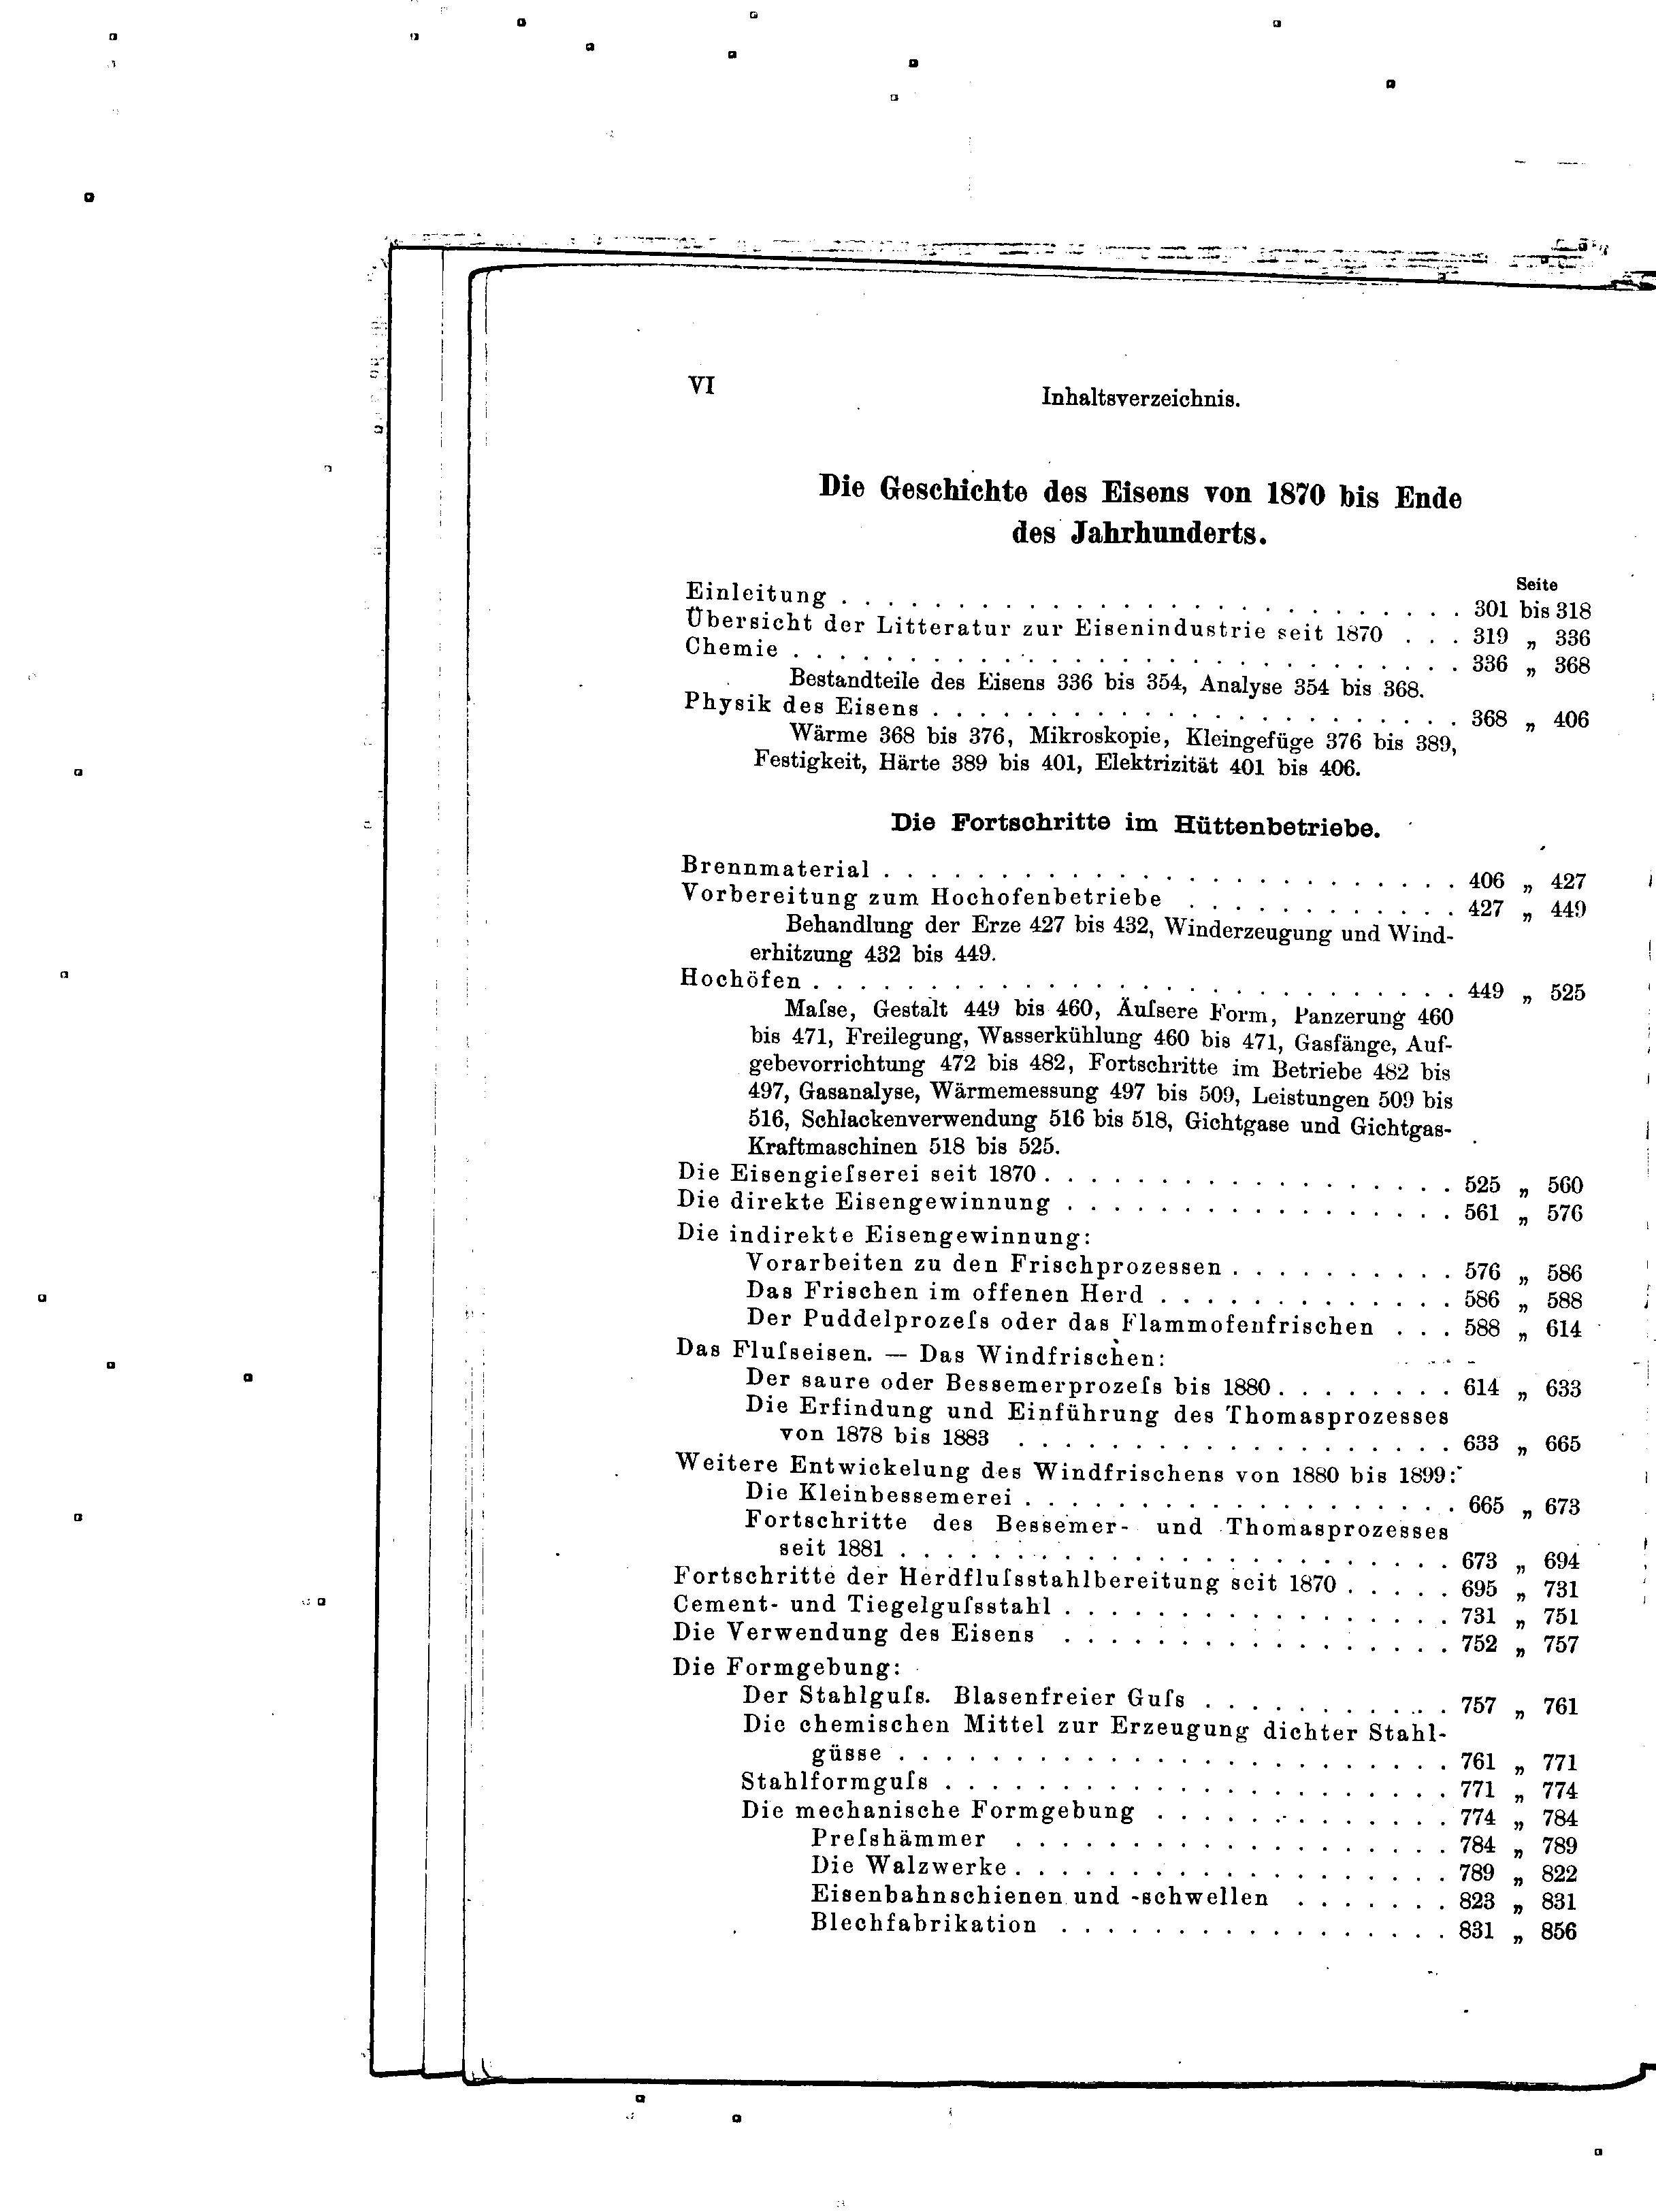 VI
Inhaltsverzeichnis.
Die Geschichte des Eisens von 1870 bis Ende
des Jahrhunderts.
Seite
Einleitung . . . . . . . . . . . . . . . . . . . . . . . . . . . 301 bis 318
Übersicht der Litteratur zur Eisenindustrie seit 1870 . . . 319 „ 336
Chemie . . . . . . . . . . . . . . . . . . . . . . . . . . . . . 336 „ 368
Bestandteile des Eisens 336 bis 354, Analyse 354 bis 368.
Physik des Eisens . . . . . . . . . . . . . . . . . . . . . . . 368 „ 406
Wärme 368 bis 376, Mikroskopie, Kleingefüge 376 bis 389,
Festigkeit, Härte 389 bis 401, Elektrizität 401 bis 406.
Die Fortschritte im Hüttenbetriebe.
Brennmaterial . . . . . . . . . . . . . . . . . . . . . . . . . 406 „ 427
Vorbereitung zum Hochofenbetriebe . . . . . . . . . . . . 427 „ 449
Behandlung der Erze 427 bis 432, Winderzeugung und Wind-
erhitzung 432 bis 449.
Hochöfen . . . . . . . . . . . . . . . . . . . . . . . . . . . . 449 „ 525
Maſse, Gestalt 449 bis 460, Äuſsere Form, Panzerung 460
bis 471, Freilegung, Wasserkühlung 460 bis 471, Gasfänge, Auf-
gebevorrichtung 472 bis 482, Fortschritte im Betriebe 482 bis
497, Gasanalyse, Wärmemessung 497 bis 509, Leistungen 509 bis
516, Schlackenverwendung 516 bis 518, Gichtgase und Gichtgas-
Kraftmaschinen 518 bis 525.
Die Eisengieſserei seit 1870 . . . . . . . . . . . . . . . . . . 525 „ 560
Die direkte Eisengewinnung . . . . . . . . . . . . . . . . . 561 „ 576
Die indirekte Eisengewinnung:
Vorarbeiten zu den Frischprozessen . . . . . . . . . . 576 „ 586
Das Frischen im offenen Herd . . . . . . . . . . . . . 586 „ 588
Der Puddelprozeſs oder das Flammofenfrischen . . . 588 „ 614
Das Fluſseisen. — Das Windfrischen:
Der saure oder Bessemerprozeſs bis 1880 . . . . . . . . 614 „ 633
Die Erfindung und Einführung des Thomasprozesses
von 1878 bis 1883 . . . . . . . . . . . . . . . . . . . 633 „ 665
Weitere Entwickelung des Windfrischens von 1880 bis 1899:
Die Kleinbessemerei . . . . . . . . . . . . . . . . . . . 665 „ 673
Fortschritte des Bessemer- und Thomasprozesses
seit 1881 . . . . . . . . . . . . . . . . . . . . . . . . 673 „ 694
Fortschritte der Herdfluſsstahlbereitung seit 1870 . . . . . 695 „ 731
Cement- und Tiegelguſsstahl . . . . . . . . . . . . . . . . . 731 „ 751
Die Verwendung des Eisens . . . . . . . . . . . . . . . . . 752 „ 757
Die Formgebung:
Der Stahlguſs. Blasenfreier Guſs . . . . . . . . . . . 757 „ 761
Die chemischen Mittel zur Erzeugung dichter Stahl-
güsse . . . . . . . . . . . . . . . . . . . . . . . . 761 „ 771
Stahlformguſs . . . . . . . . . . . . . . . . . . . . . . 771 „ 774
Die mechanische Formgebung . . . . . . . . . . . . . 774 „ 784
Preſshämmer . . . . . . . . . . . . . . . . . . . 784 „ 789
Die Walzwerke . . . . . . . . . . . . . . . . . . . 789 „ 822
Eisenbahnschienen und -schwellen . . . . . . . 823 „ 831
Blechfabrikation . . . . . . . . . . . . . . . . . 831 „ 856